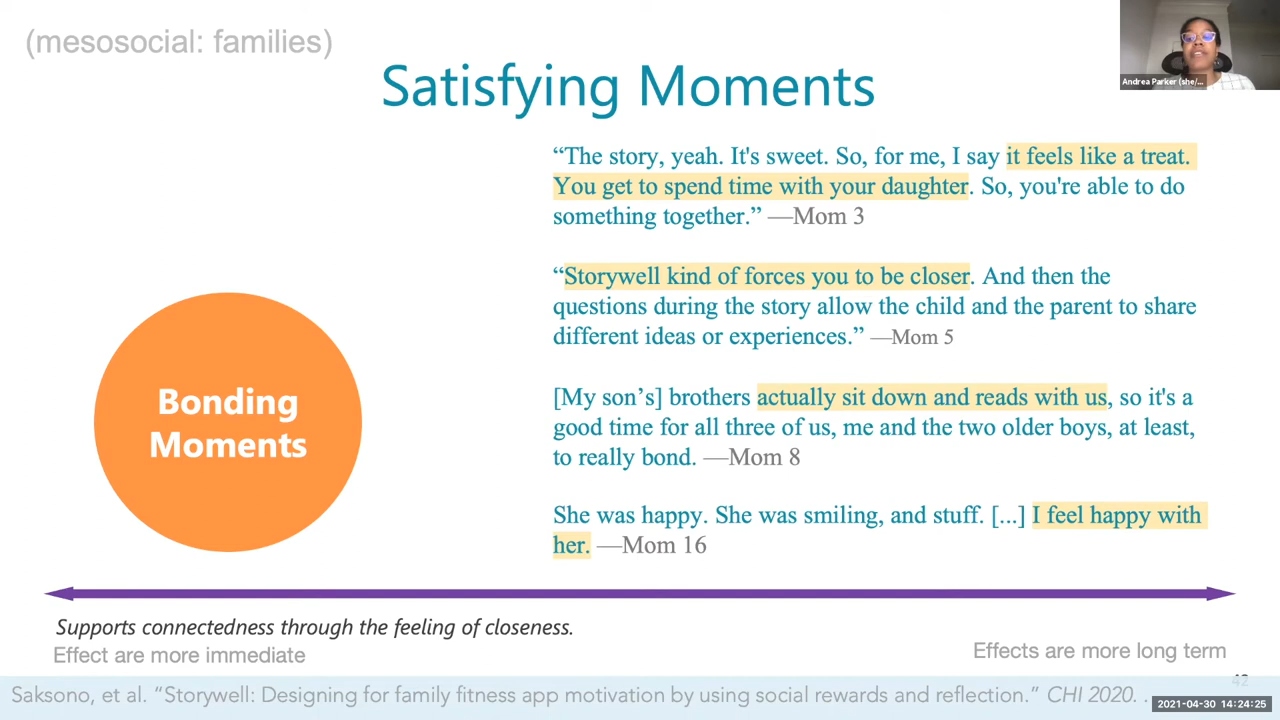 (mesosocial: families)
Satisfying Moments
Andrea Parker (she/...
“The story, yeah. It's sweet. So, for me, I say it feels like a treat.
You get to spend time with your daughter. So, you're able to do
something together.” —Mom 3
“Storywell kind of forces you to be closer. And then the
questions during the story allow the child and the parent to share
different ideas or experiences.” —Mom 5
[My son’s] brothers actually sit down and reads with us, so it's a
good time for all three of us, me and the two older boys, at least,
to really bond. —Mom 8
She was happy. She was smiling, and stuff. [...] I feel happy with
her. —Mom 16
Bonding
Moments
Supports connectedness through the feeling of closeness.
Effect are more immediate
Effects are more long term
42
Saksono, et al. “Storywell: Designing for family fitness app motivation by using social rewards and reflection.” CHI 2020. .
2021-04-30 14:24:25